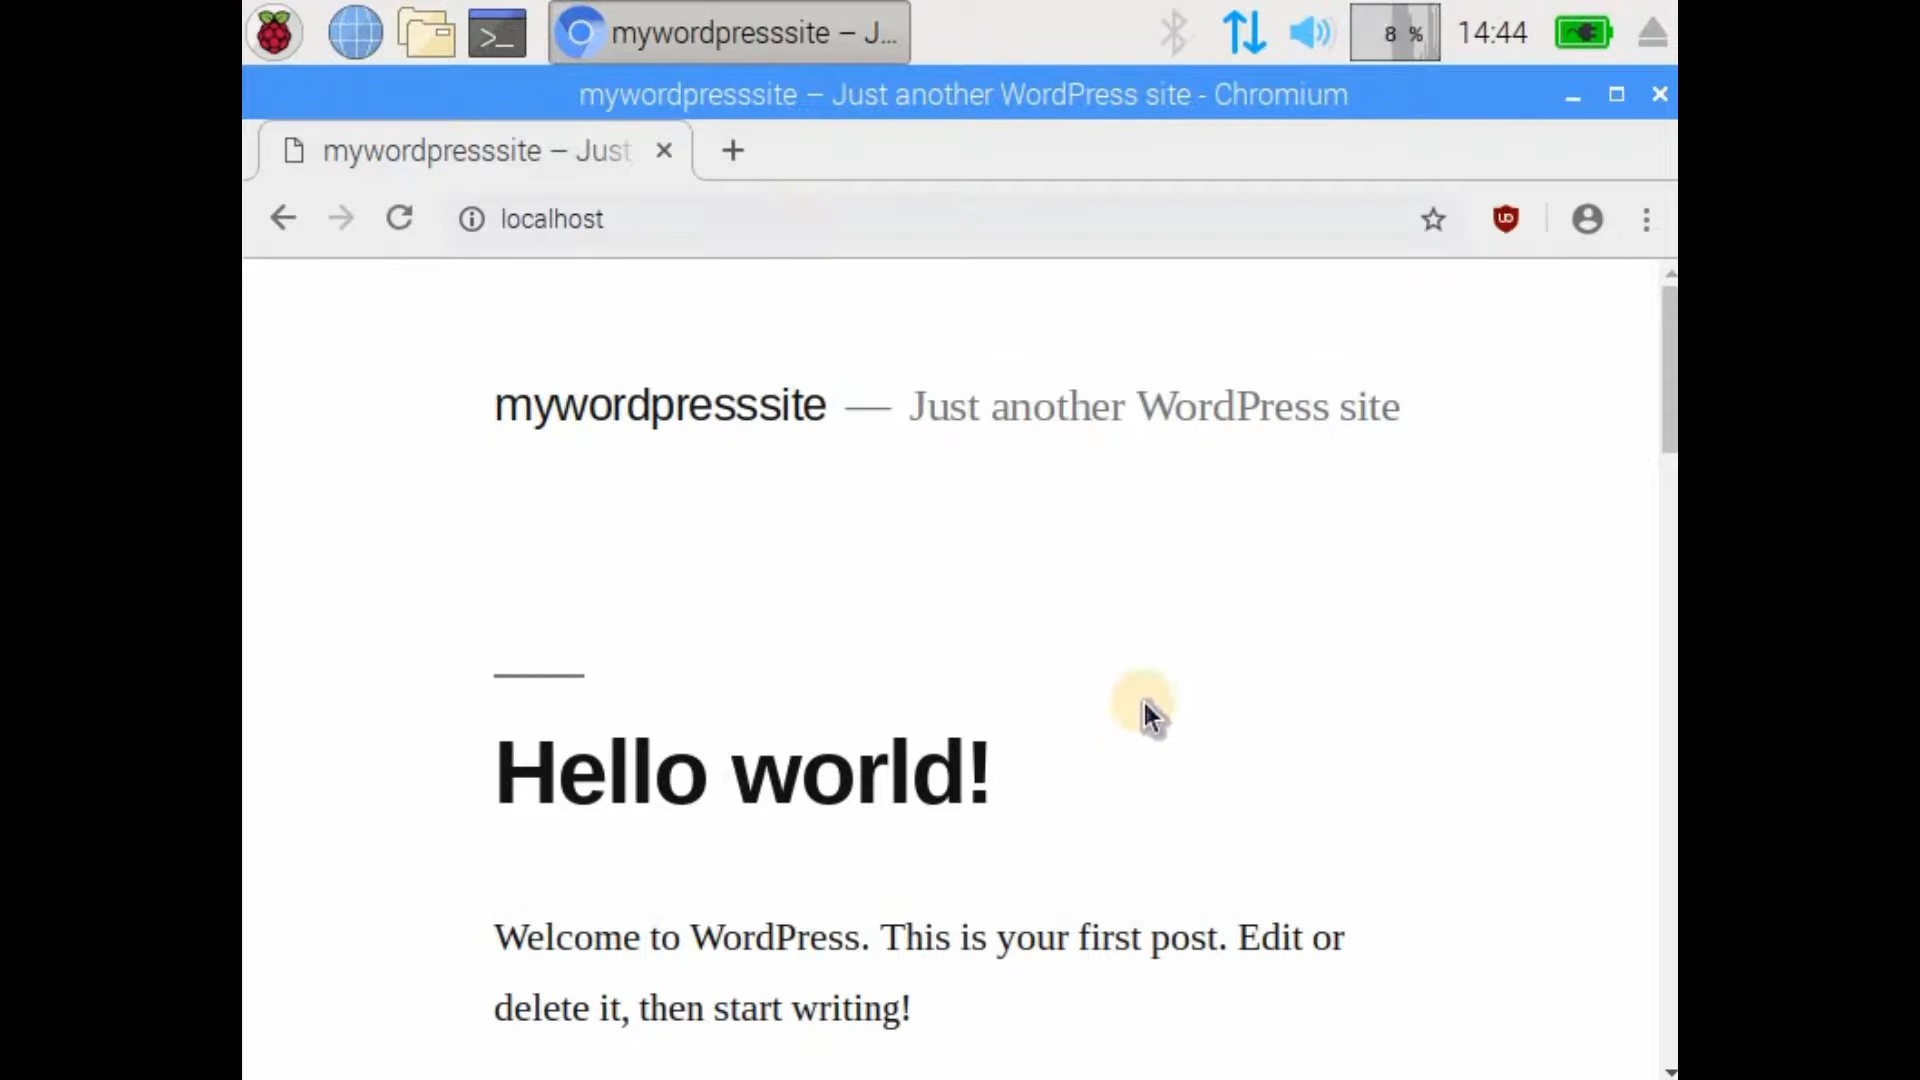 mywordpresssite – J...
8 %
14:44
mywordpresssite – Just another WordPress site - Chromium
mywordpresssite – Just
localhost
mywordpresssite — Just another WordPress site
Hello world!
Welcome to WordPress. This is your first post. Edit or
delete it, then start writing!